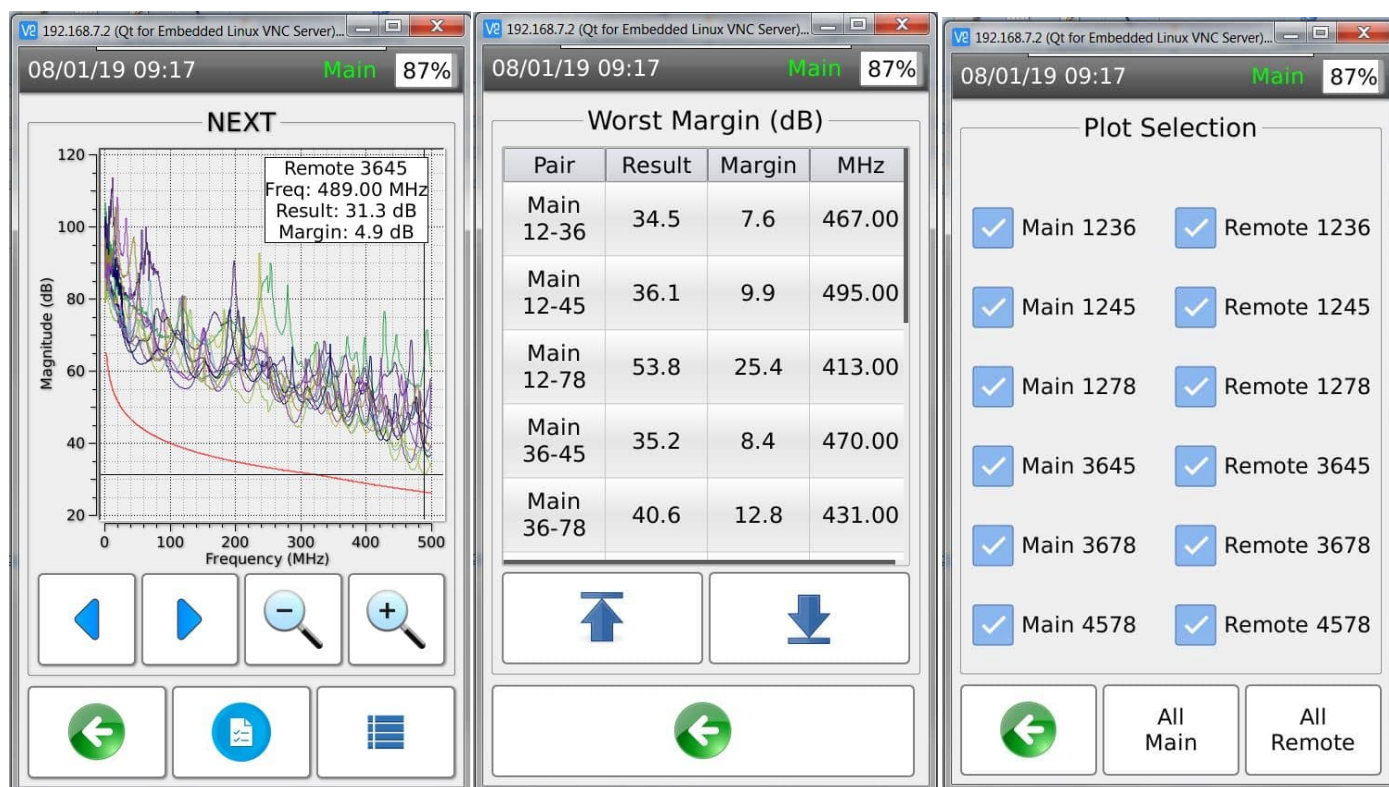 192.168.7.2 (Qt for Embedded Linux VNC Server)...
08/01/19 09:17 Main 87%
NEXT
Remote 3645
Freq: 489.00 MHz
Result: 31.3 dB
Margin: 4.9 dB
Magnitude (dB)
120
100
80
60
40
20
0 100 200 300 400 500
Frequency (MHz)
192.168.7.2 (Qt for Embedded Linux VNC Server)...
08/01/19 09:17 Main 87%
Worst Margin (dB)
Pair Result Margin MHz
Main
12-36 34.5 7.6 467.00
Main
12-45 36.1 9.9 495.00
Main
12-78 53.8 25.4 413.00
Main
36-45 35.2 8.4 470.00
Main
36-78 40.6 12.8 431.00
192.168.7.2 (Qt for Embedded Linux VNC Server)...
08/01/19 09:17 Main 87%
Plot Selection
Main 1236 Remote 1236
Main 1245 Remote 1245
Main 1278 Remote 1278
Main 3645 Remote 3645
Main 3678 Remote 3678
Main 4578 Remote 4578
All
Main
All
Remote